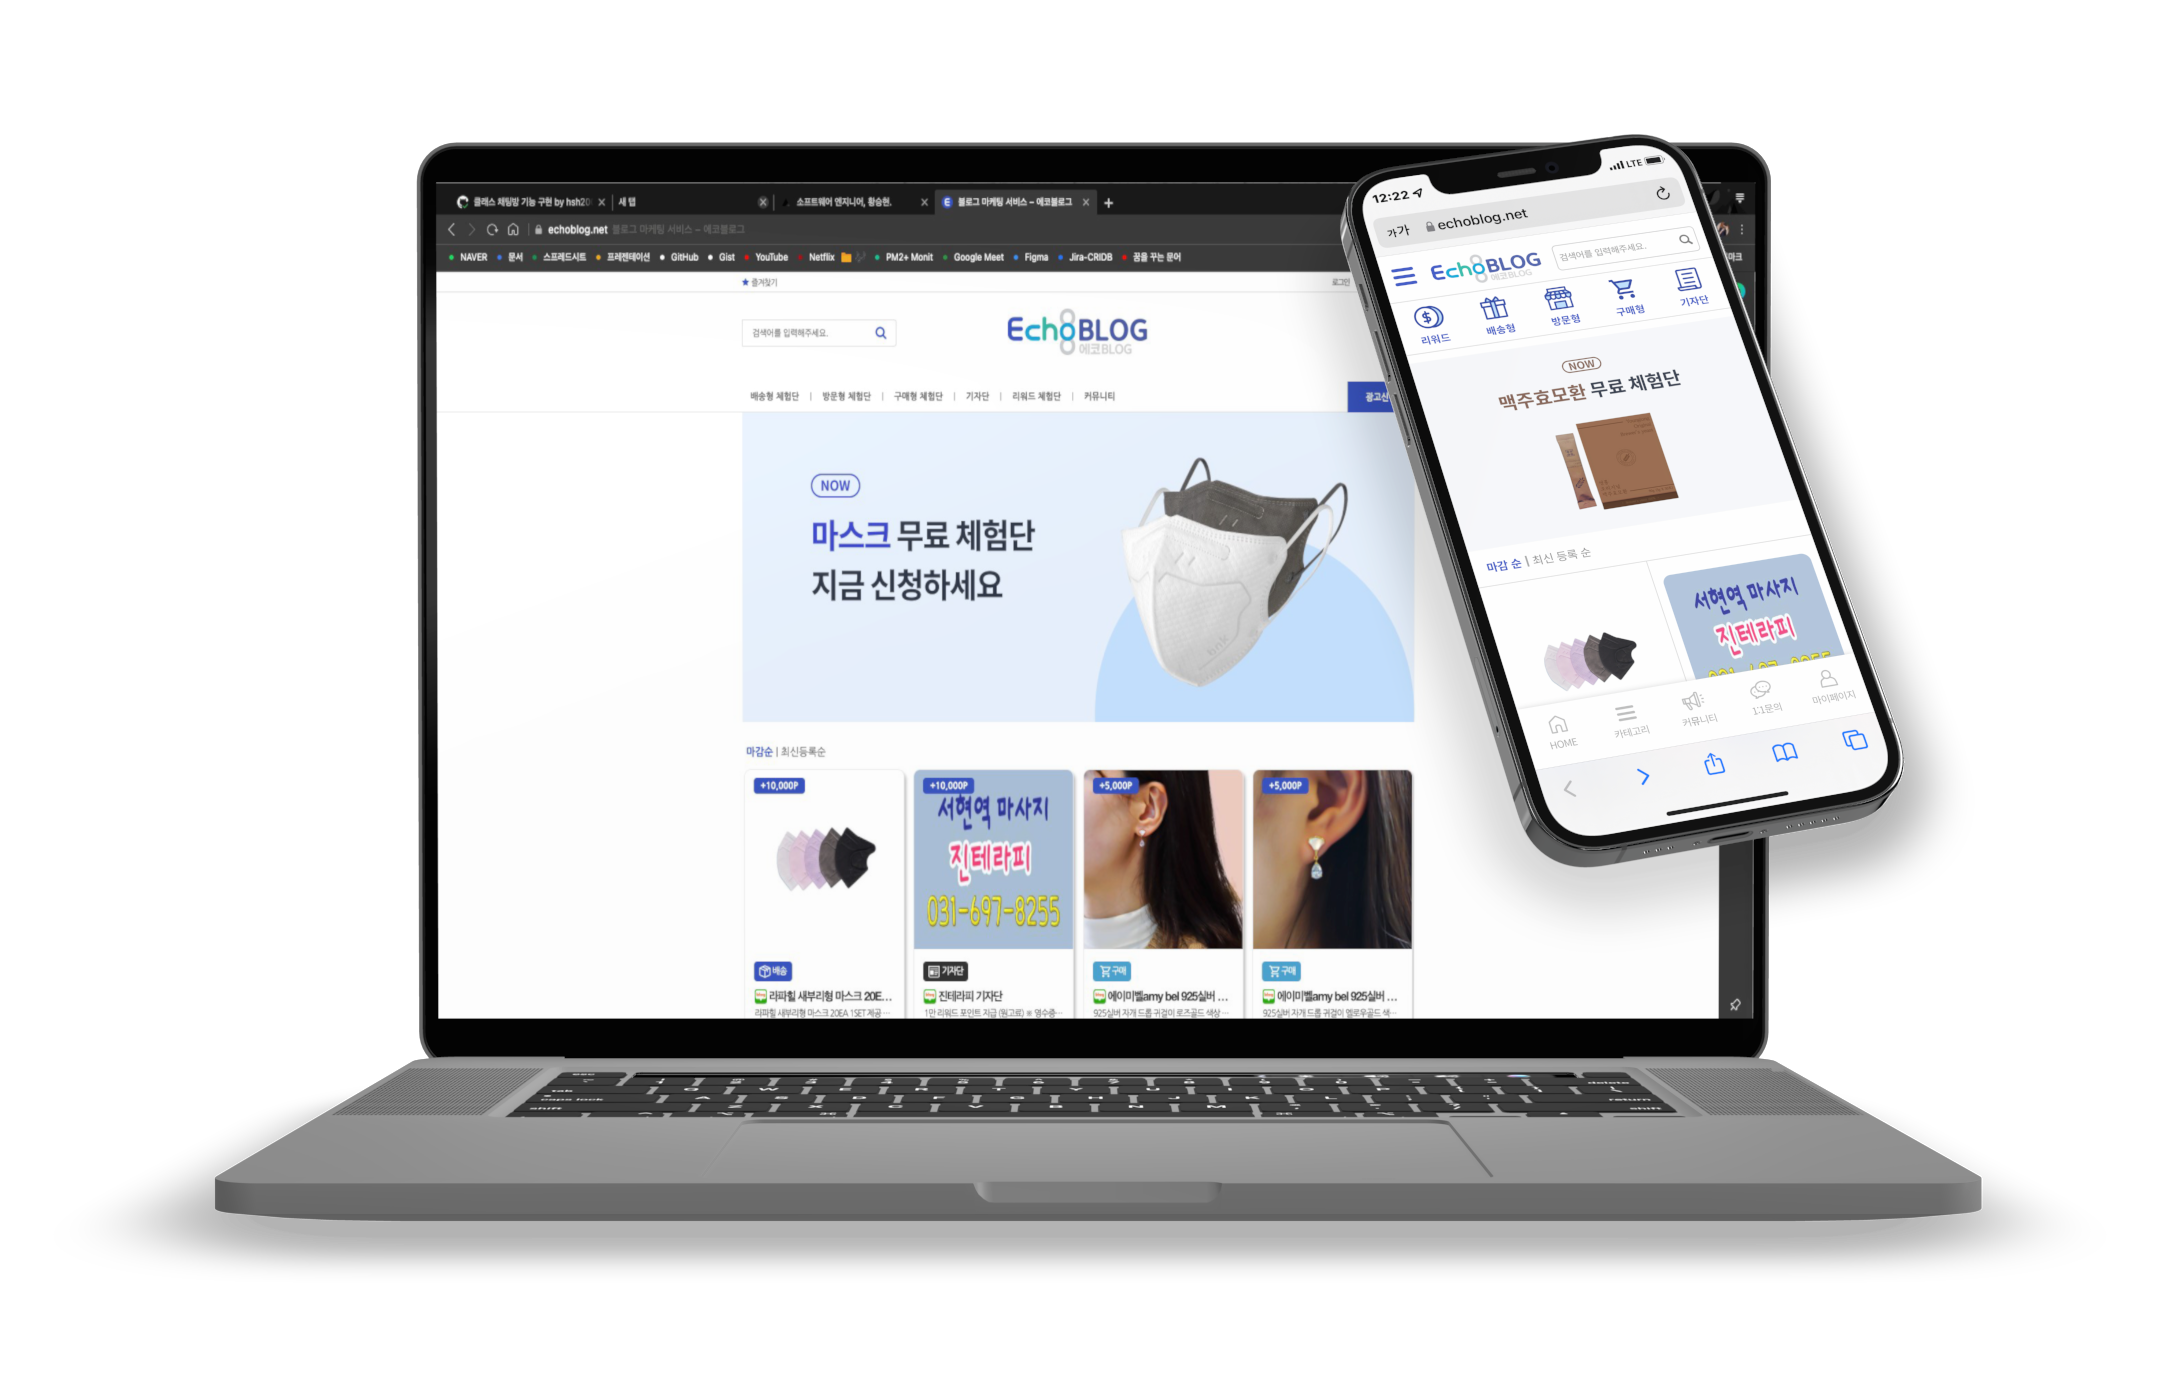 클래스 채팅방 기능 구현 by hsh20
새 탭
소프트웨어 엔지니어, 황승현.
블로그 마케팅 서비스 – 에코블로그
echoblog.net 블로그 마케팅 서비스 – 에코블로그
NAVER 문서 스프레드시트 프레젠테이션 GitHub Gist YouTube Netflix PM2+ Monit Google Meet Figma Jira-CRIDB 꿈을 꾸는 문어
마크
★ 즐겨찾기
로그인
검색어를 입력해주세요.
EchoBLOG
에코BLOG
배송형 체험단 | 방문형 체험단 | 구매형 체험단 | 기자단 | 리워드 체험단 | 커뮤니티
광고신
NOW
마스크 무료 체험단
지금 신청하세요
마감순 | 최신등록순
+10,000P
+10,000P
서현역 마사지
진테라피
031-697-8255
+5,000P
+5,000P
배송
기자단
구매
구매
라파힐 새부리형 마스크 20E...
진테라피 기자단
에이미벨amy bel 925실버 ...
에이미벨amy bel 925실버 ...
라파힐 새부리형 마스크 20EA 1SET 제공 ...
1만 리워드 포인트 지급 (원고료) ※ 영수증...
925실버 자개 드롭 귀걸이 로즈골드 색상 ...
925실버 자개 드롭 귀걸이 옐로우골드 색...
12:22
LTE
가가 echoblog.net
EchoBLOG
에코BLOG
검색어를 입력해주세요.
리워드
배송형
방문형
구매형
기자단
NOW
맥주효모환 무료 체험단
마감 순 | 최신 등록 순
서현역 마사지
진테라피
HOME
카테고리
커뮤니티
1:1문의
마이페이지
esc
tab
caps lock
shift
delete
return
shift
Q W E R T Y U I O P
A S D F G H J K L
Z X C V B N M